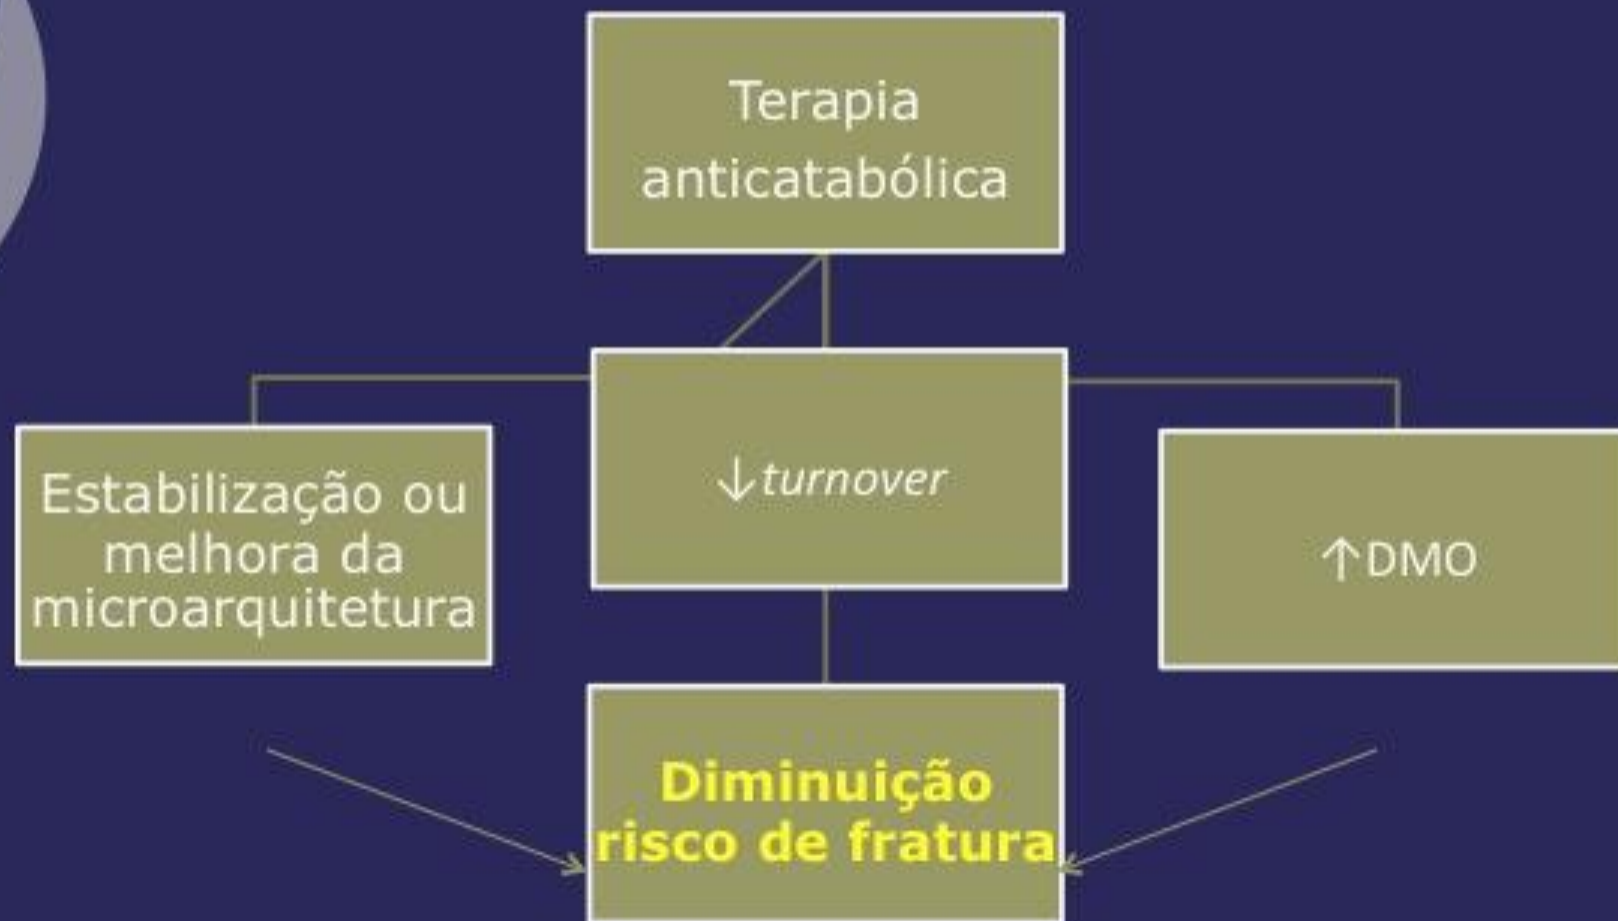 Terapia
anticatabólica
↓turnover
Estabilização ou
melhora da
microarquitetura
↑DMO
Diminuição
risco de fratura